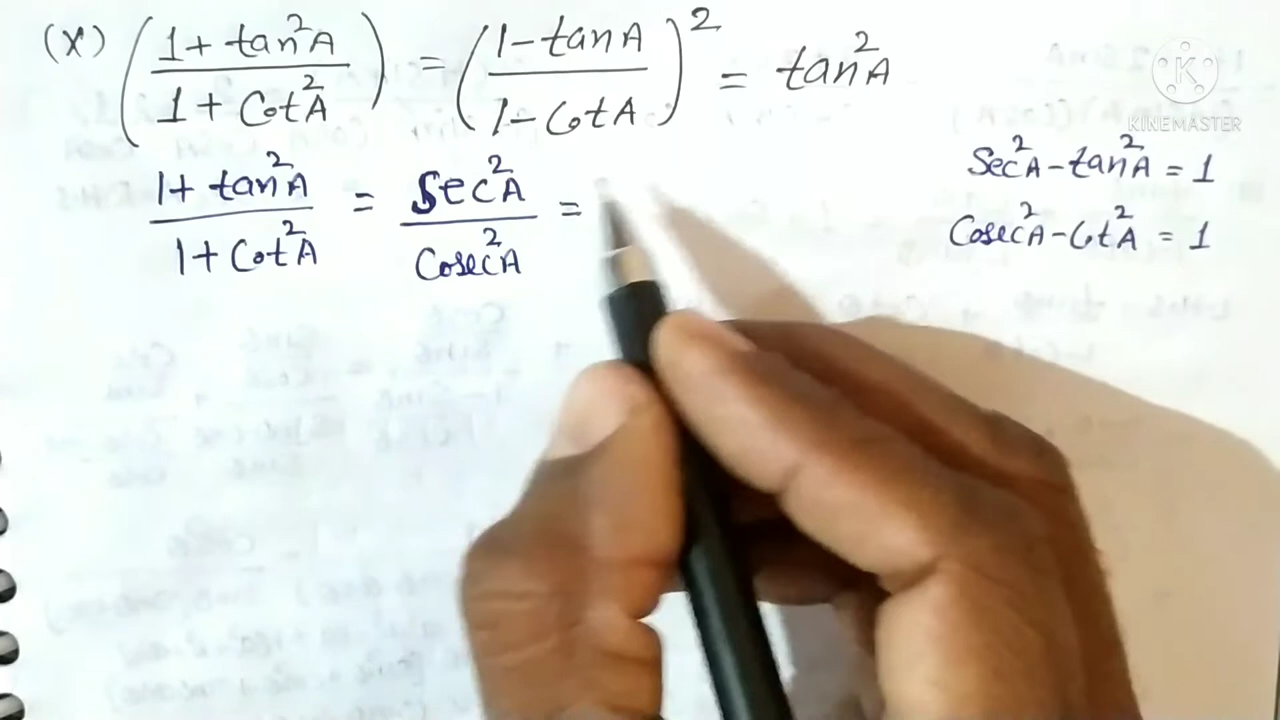 (X) (1+tan²A / 1+Cot²A) = (1-tanA / 1-CotA)² = tan²A
KINEMASTER
1+tan²A / 1+Cot²A = Sec²A / Cosec²A =
Sec²A-tan²A = 1
Cosec²A-Cot²A = 1